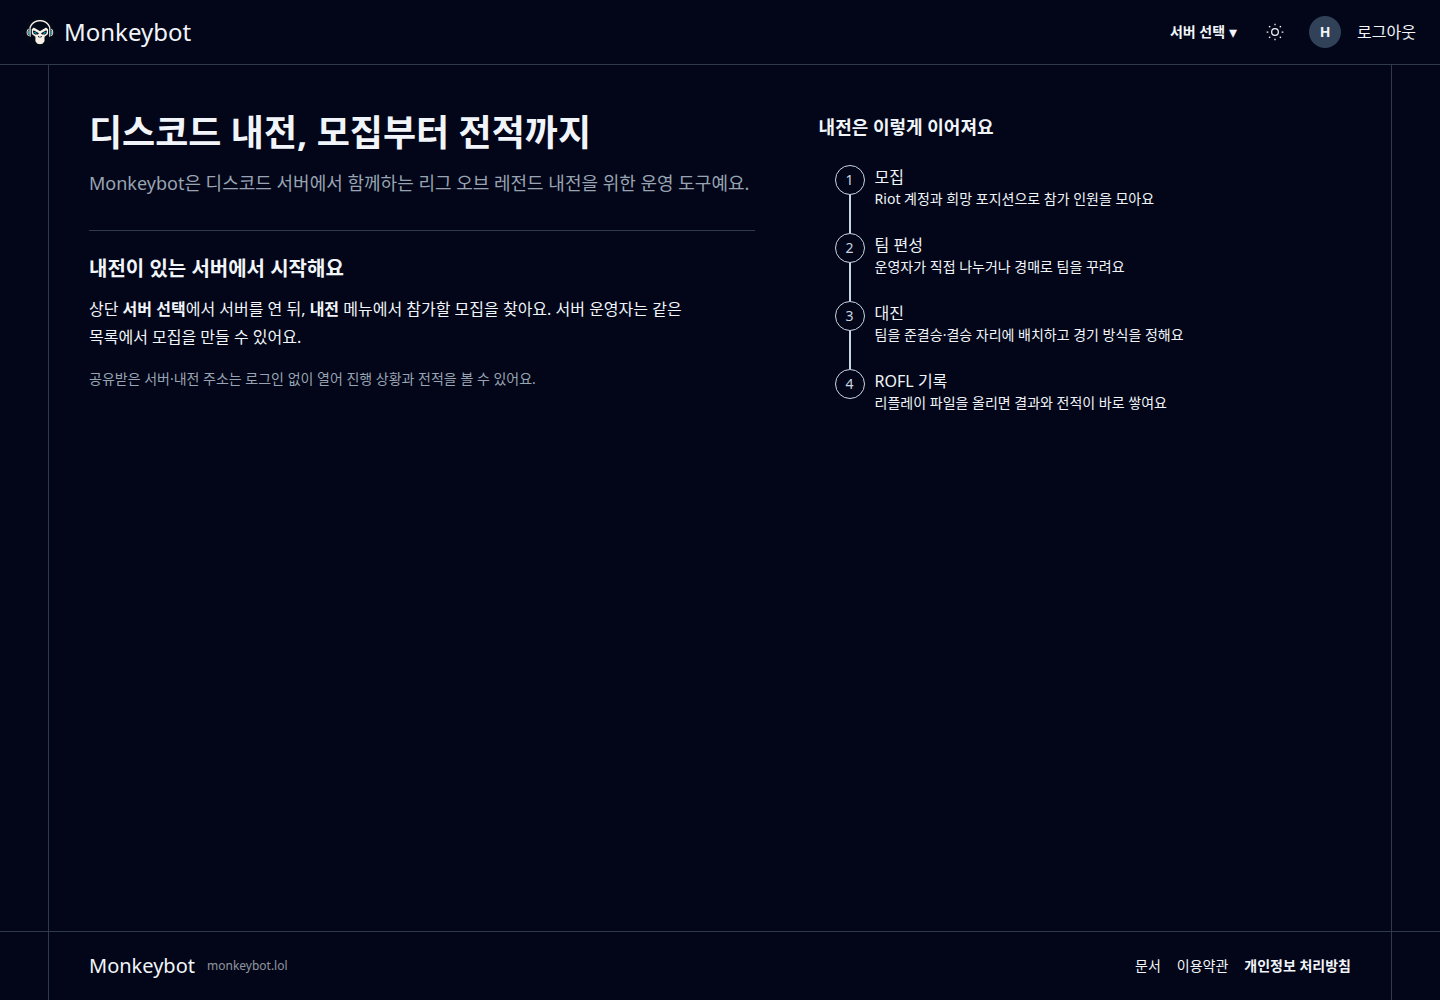 Monkeybot
서버 선택 ▾
H
로그아웃
디스코드 내전, 모집부터 전적까지
Monkeybot은 디스코드 서버에서 함께하는 리그 오브 레전드 내전을 위한 운영 도구예요.
내전이 있는 서버에서 시작해요
상단 서버 선택에서 서버를 연 뒤, 내전 메뉴에서 참가할 모집을 찾아요. 서버 운영자는 같은
목록에서 모집을 만들 수 있어요.
공유받은 서버·내전 주소는 로그인 없이 열어 진행 상황과 전적을 볼 수 있어요.
내전은 이렇게 이어져요
1 모집
Riot 계정과 희망 포지션으로 참가 인원을 모아요
2 팀 편성
운영자가 직접 나누거나 경매로 팀을 꾸려요
3 대진
팀을 준결승·결승 자리에 배치하고 경기 방식을 정해요
4 ROFL 기록
리플레이 파일을 올리면 결과와 전적이 바로 쌓여요
Monkeybot monkeybot.lol
문서 이용약관 개인정보 처리방침